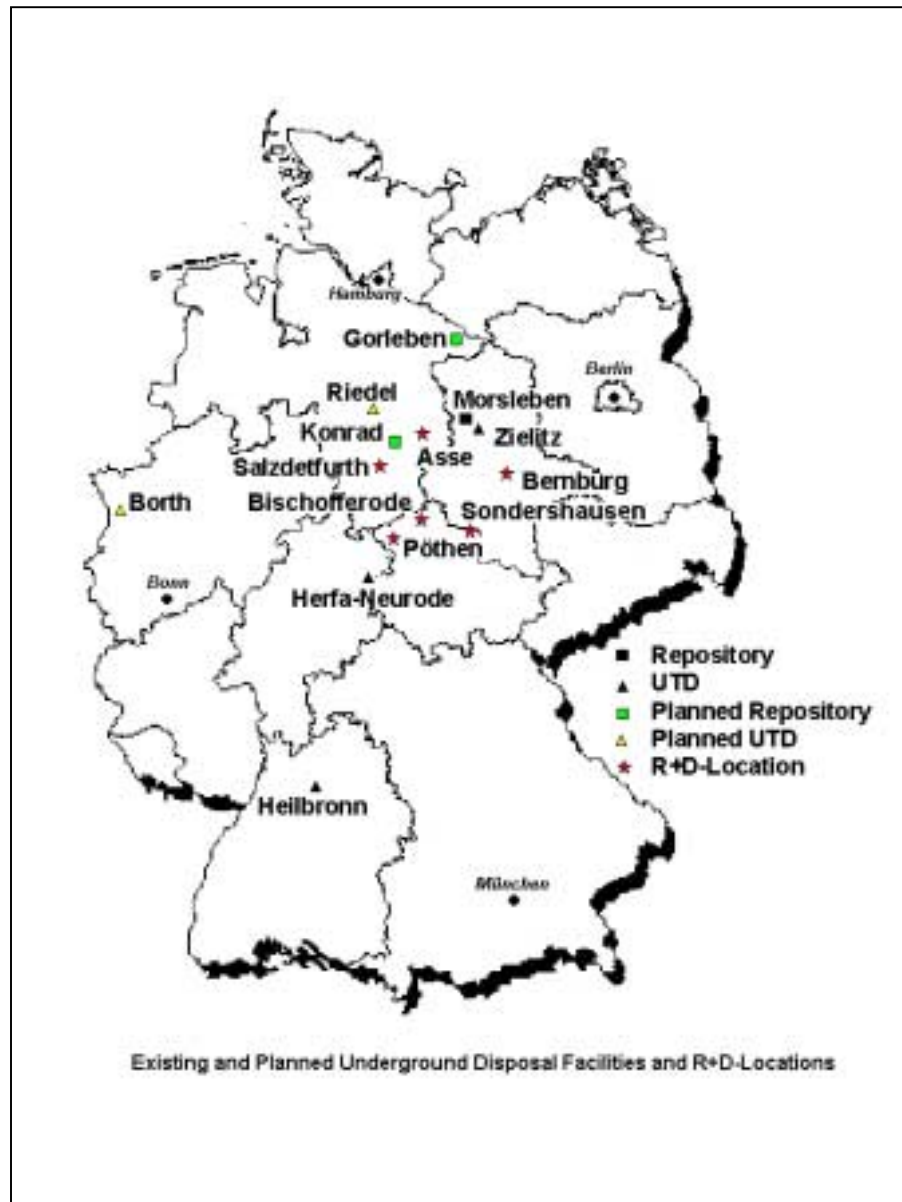 Hamburg
Gorleben
Berlin
Riedel
Morsleben
Konrad
Zielitz
Asse
Salzdetfurth
Bernburg
Borth
Bischofferode
Sondershausen
Pöthen
Bonn
Herfa-Neurode
Repository
UTD
Planned Repository
Planned UTD
R+D-Location
Heilbronn
München
Existing and Planned Underground Disposal Facilities and R+D-Locations